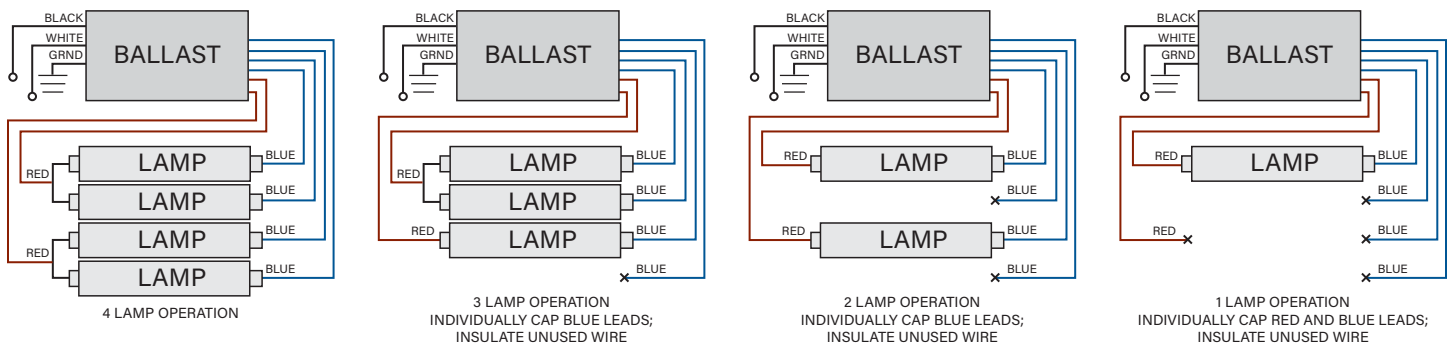 BLACK
WHITE
GRND
BALLAST
RED
LAMP
BLUE
LAMP
BLUE
RED
LAMP
BLUE
LAMP
BLUE
4 LAMP OPERATION
BLACK
WHITE
GRND
BALLAST
RED
LAMP
BLUE
LAMP
BLUE
RED
LAMP
BLUE
BLUE
3 LAMP OPERATION
INDIVIDUALLY CAP BLUE LEADS;
INSULATE UNUSED WIRE
BLACK
WHITE
GRND
BALLAST
RED
LAMP
BLUE
BLUE
RED
LAMP
BLUE
BLUE
2 LAMP OPERATION
INDIVIDUALLY CAP BLUE LEADS;
INSULATE UNUSED WIRE
BLACK
WHITE
GRND
BALLAST
RED
LAMP
BLUE
BLUE
RED
BLUE
BLUE
1 LAMP OPERATION
INDIVIDUALLY CAP RED AND BLUE LEADS;
INSULATE UNUSED WIRE